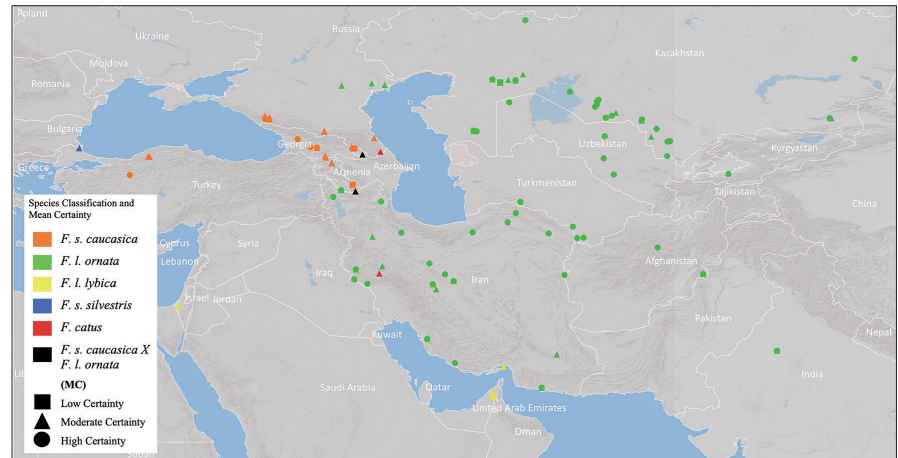 Poland
Ukraine
Russia
Kazakhstan
Moldova
Romania
Bulgaria
Georgia
Uzbekistan
Kyrgyzstan
Greece
Turkey
Armenia
Azerbaijan
Turkmenistan
Tajikistan
China
Cyprus
Lebanon
Syria
Israel
Jordan
Iraq
Iran
Afghanistan
Pakistan
Nepal
Kuwait
Saudi Arabia
Qatar
United Arab Emirates
Oman
India
Sudan
Species Classification and
Mean Certainty
F. s. caucasica
F. l. ornata
F. l. lybica
F. s. silvestris
F. catus
F. s. caucasica X
F. l. ornata
(MC)
Low Certainty
Moderate Certainty
High Certainty